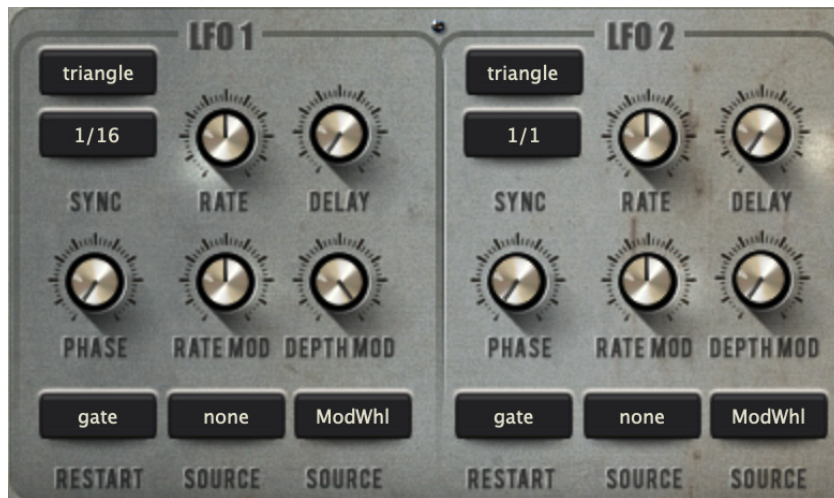 LFO 1
triangle
1/16
SYNC RATE DELAY
PHASE RATE MOD DEPTH MOD
gate none ModWhl
RESTART SOURCE SOURCE
LFO 2
triangle
1/1
SYNC RATE DELAY
PHASE RATE MOD DEPTH MOD
gate none ModWhl
RESTART SOURCE SOURCE